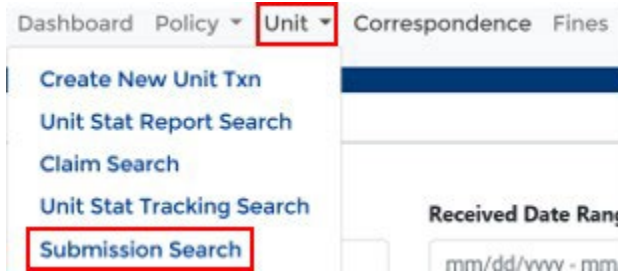 Dashboard Policy Unit Correspondence Fines
Create New Unit Txn
Unit Stat Report Search
Claim Search
Unit Stat Tracking Search
Received Date Rang
Submission Search
mm/dd/yyyy - mm